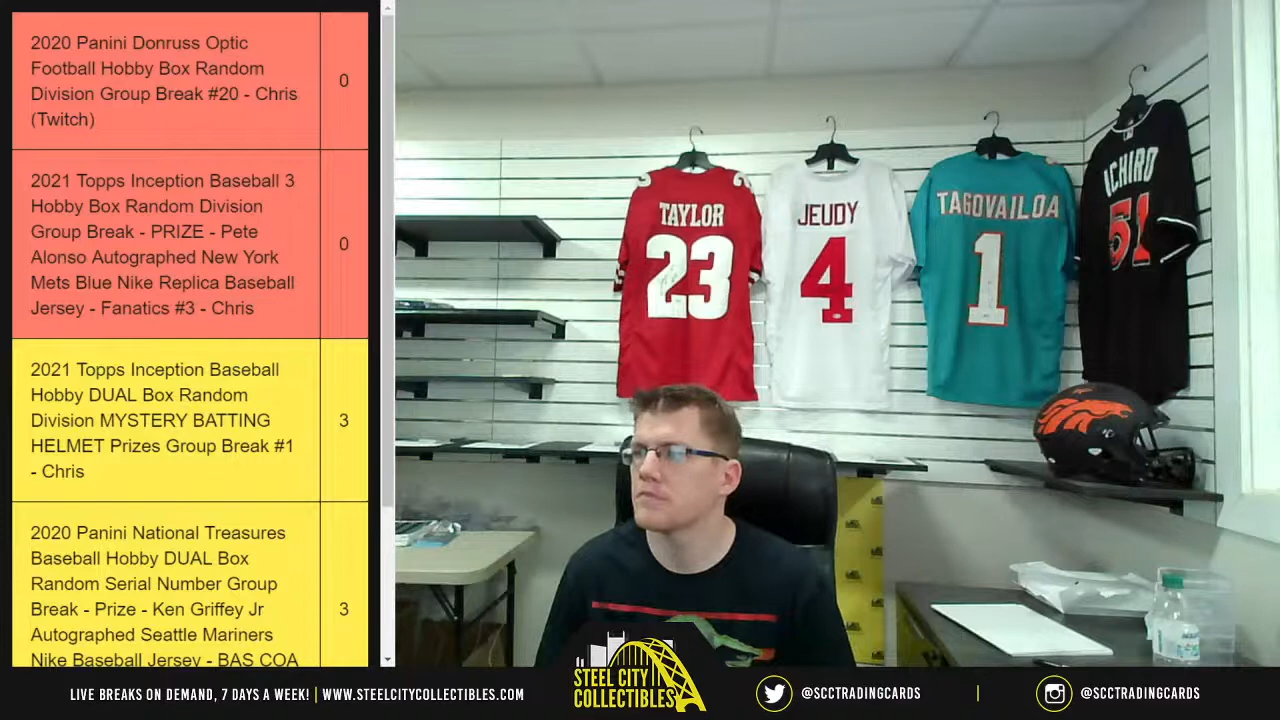 2020 Panini Donruss Optic
Football Hobby Box Random
Division Group Break #20 - Chris
(Twitch)
0
2021 Topps Inception Baseball 3
Hobby Box Random Division
Group Break - PRIZE - Pete
Alonso Autographed New York
Mets Blue Nike Replica Baseball
Jersey - Fanatics #3 - Chris
0
2021 Topps Inception Baseball
Hobby DUAL Box Random
Division MYSTERY BATTING
HELMET Prizes Group Break #1
- Chris
3
2020 Panini National Treasures
Baseball Hobby DUAL Box
Random Serial Number Group
Break - Prize - Ken Griffey Jr
Autographed Seattle Mariners
Nike Baseball Jersey - BAS COA
3
TAYLOR
23
JEUDY
4
TAGOVAILOA
1
ICHIRO
51
LIVE BREAKS ON DEMAND, 7 DAYS A WEEK! | WWW.STEELCITYCOLLECTIBLES.COM
STEEL CITY
COLLECTIBLES
@SCCTRADINGCARDS
|
@SCCTRADINGCARDS